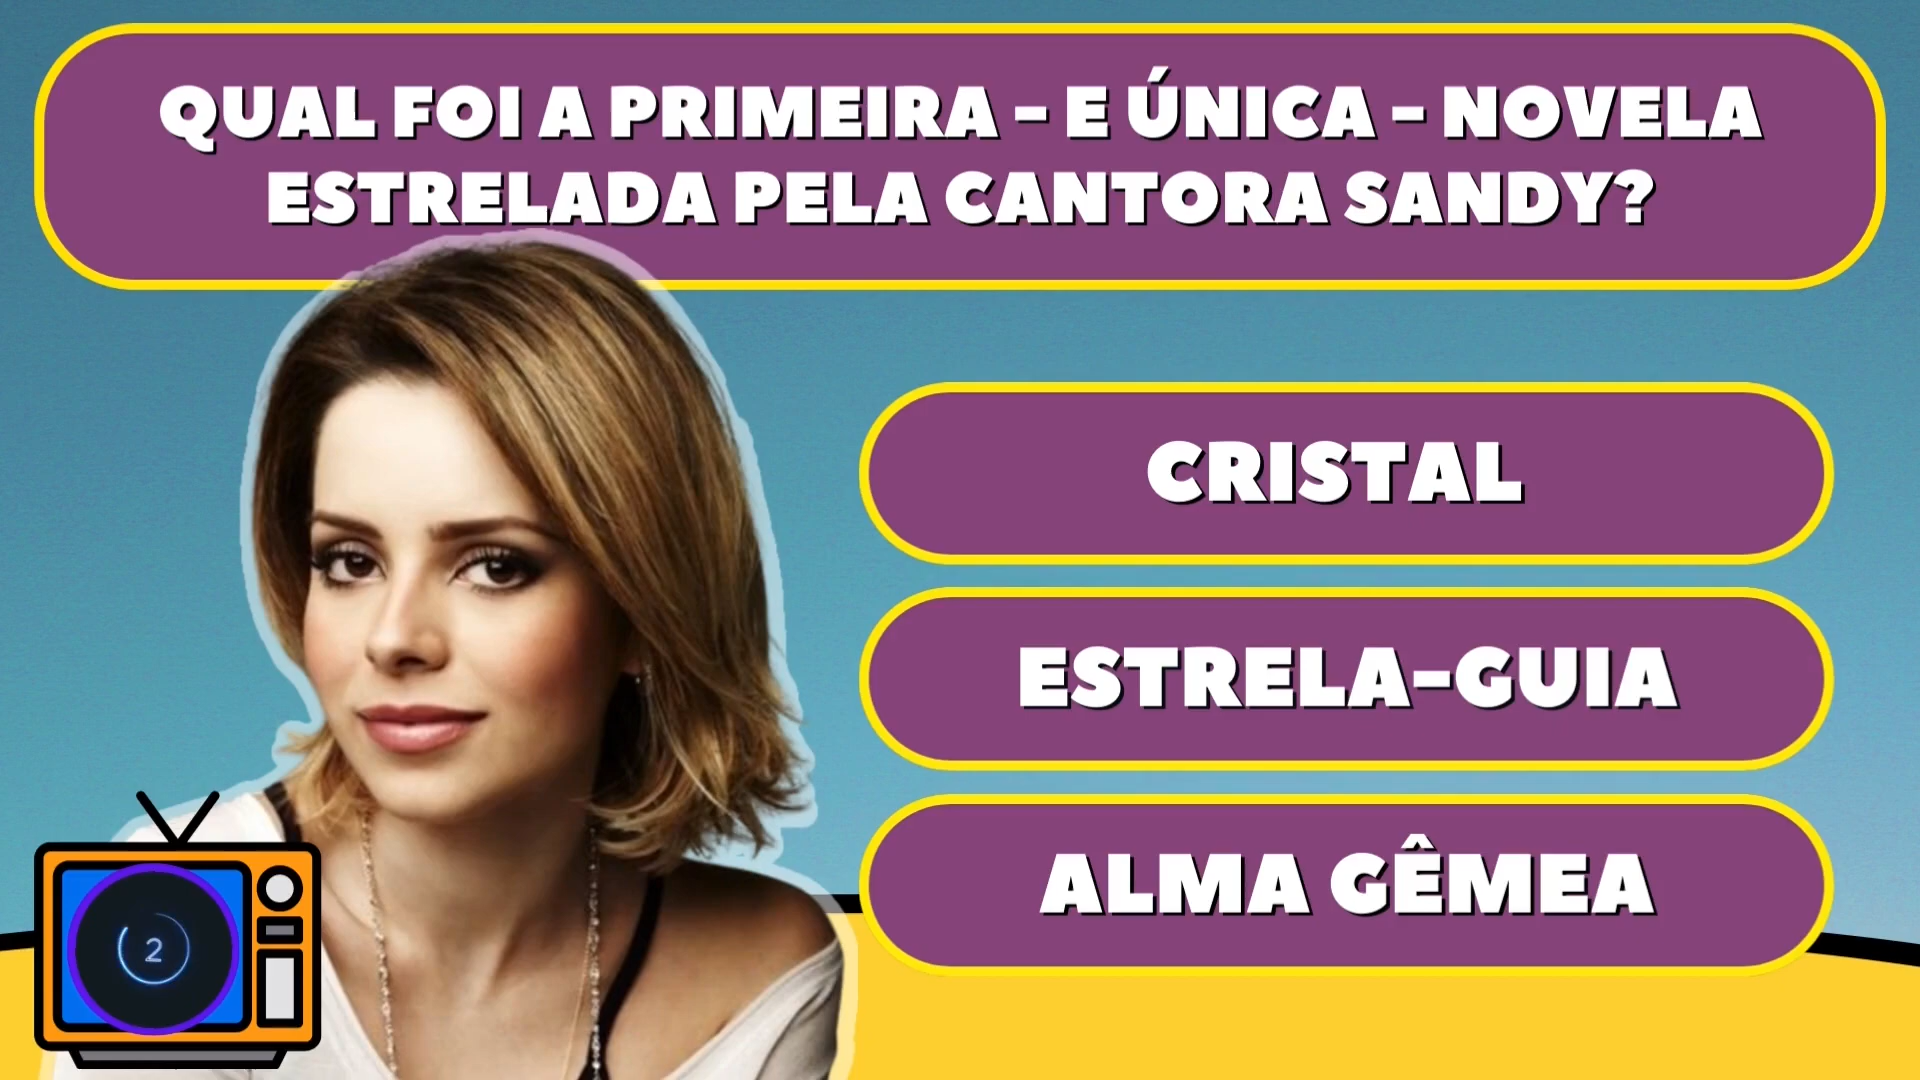 QUAL FOI A PRIMEIRA - E ÚNICA - NOVELA
ESTRELADA PELA CANTORA SANDY?
CRISTAL
ESTRELA-GUIA
ALMA GÊMEA
2